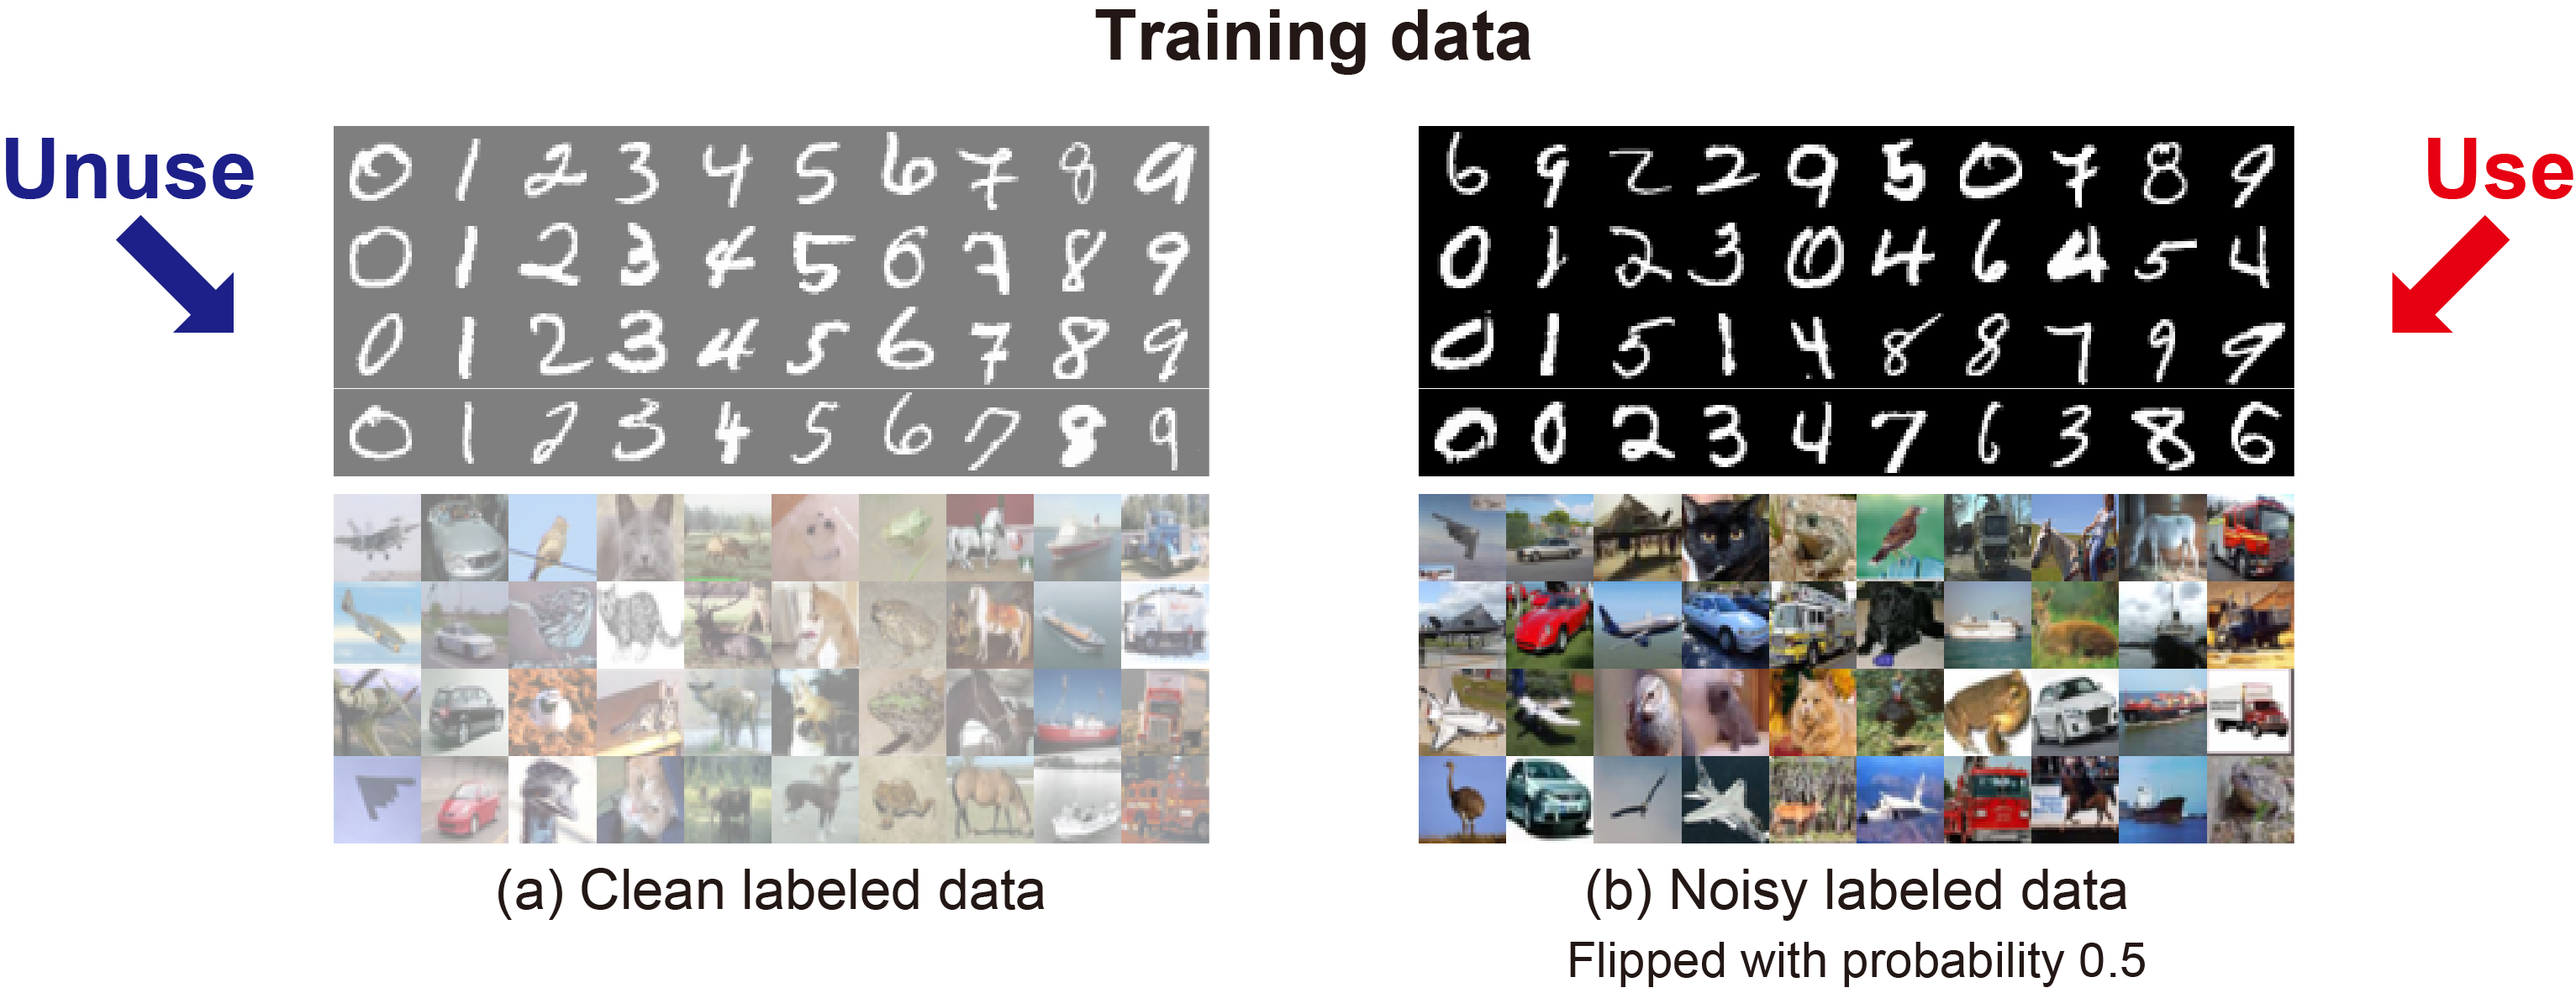 Training data
Unuse
Use
0 1 2 3 4 5 6 7 8 9
0 1 2 3 4 5 6 7 8 9
0 1 2 3 4 5 6 7 8 9
0 1 2 3 4 5 6 7 8 9
6 9 2 2 9 5 0 7 8 9
0 1 2 3 0 4 6 4 5 4
0 1 5 1 4 8 8 7 9 9
0 0 2 3 4 7 6 3 8 6
(a) Clean labeled data
(b) Noisy labeled data
Flipped with probability 0.5